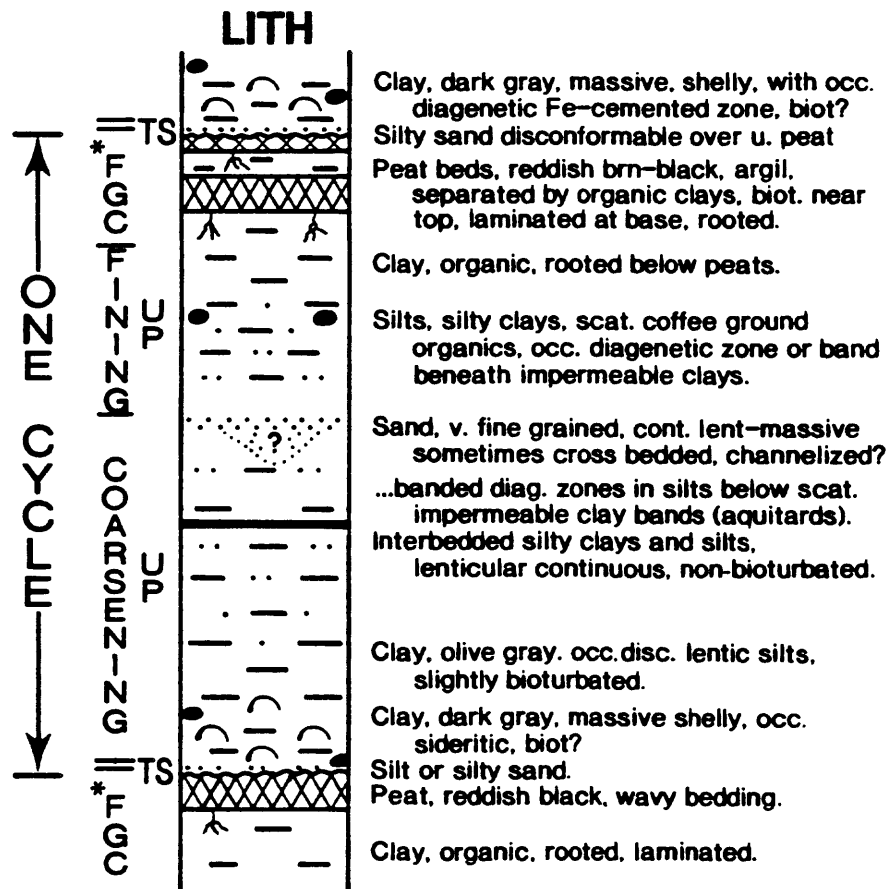 LITH
Clay, dark gray, massive, shelly, with occ.
diagenetic Fe-cemented zone, biot?
TS
Silty sand disconformable over u. peat
*FGC
Peat beds, reddish brn-black, argil,
separated by organic clays, biot. near
top, laminated at base, rooted.
FINING
UP
Clay, organic, rooted below peats.
ONE CYCLE
Silts, silty clays, scat. coffee ground
organics, occ. diagenetic zone or band
beneath impermeable clays.
?
Sand, v. fine grained, cont. lent-massive
sometimes cross bedded, channelized?
COARSENING
UP
...banded diag. zones in silts below scat.
impermeable clay bands (aquitards).
Interbedded silty clays and silts,
lenticular continuous, non-bioturbated.
Clay, olive gray. occ.disc. lentic silts,
slightly bioturbated.
Clay, dark gray, massive shelly, occ.
sideritic, biot?
TS
Silt or silty sand.
*FGC
Peat, reddish black, wavy bedding.
Clay, organic, rooted, laminated.